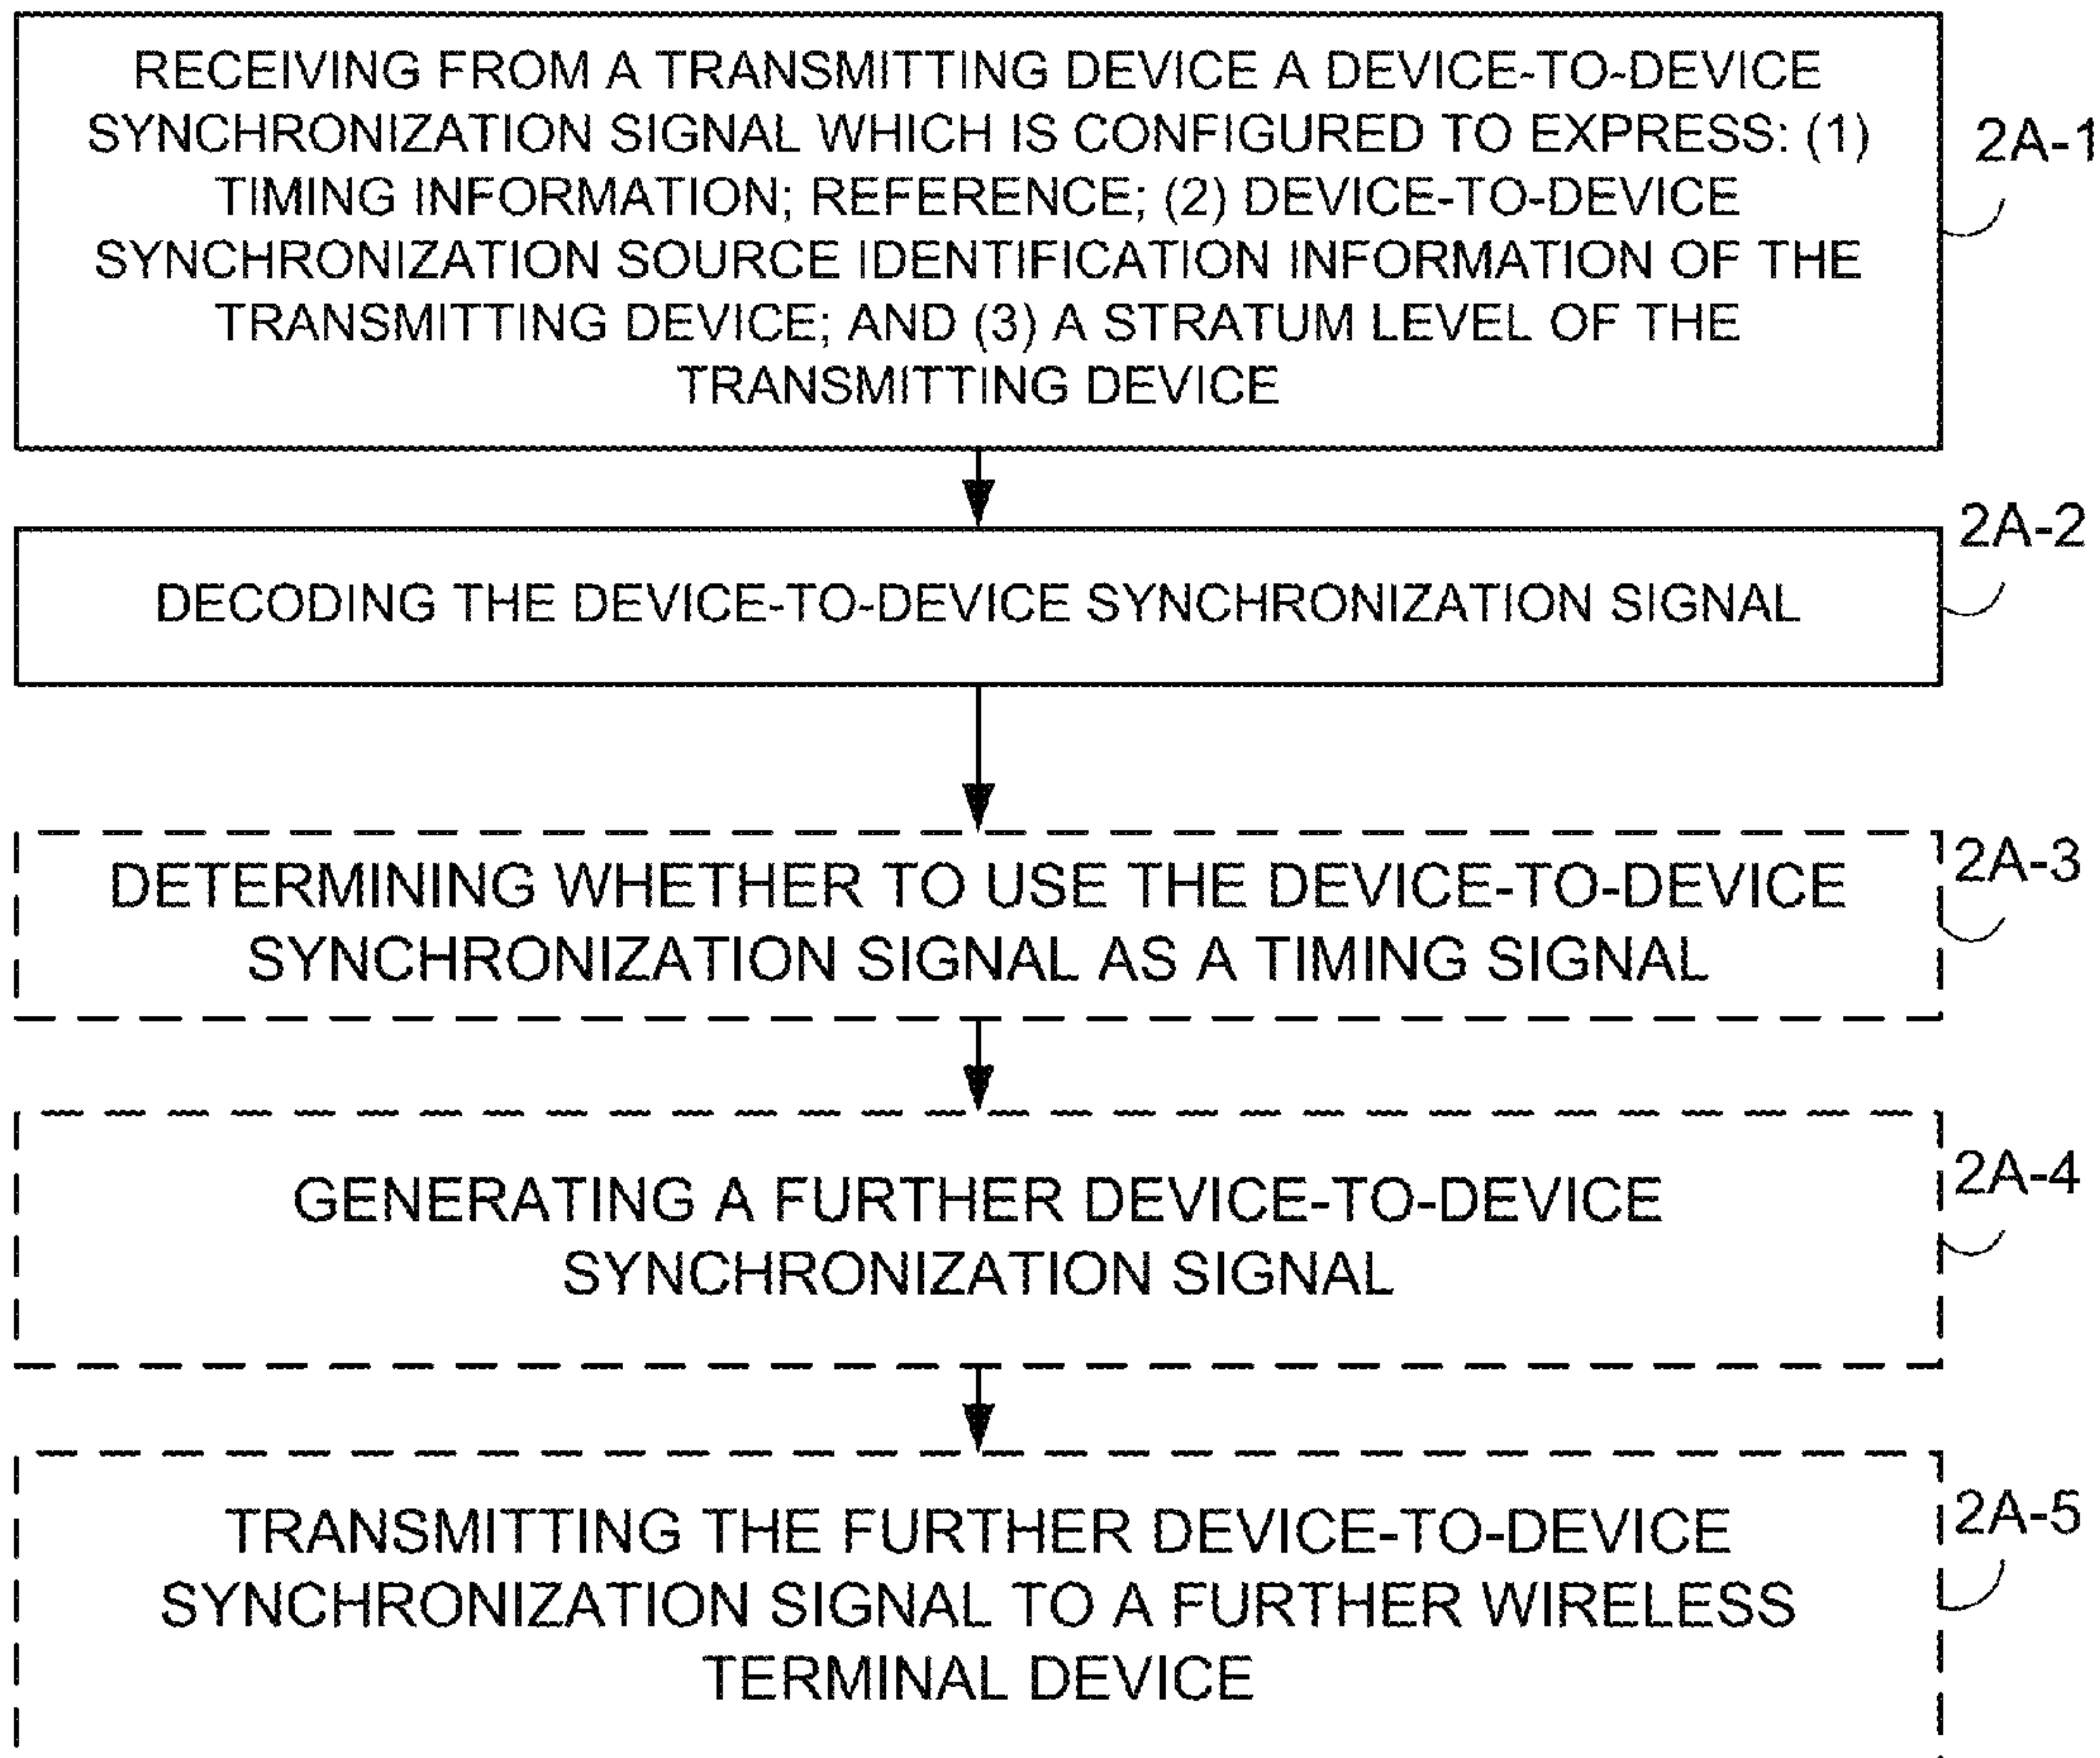 RECEIVING FROM A TRANSMITTING DEVICE A DEVICE-TO-DEVICE
SYNCHRONIZATION SIGNAL WHICH IS CONFIGURED TO EXPRESS: (1)
TIMING INFORMATION; REFERENCE; (2) DEVICE-TO-DEVICE
SYNCHRONIZATION SOURCE IDENTIFICATION INFORMATION OF THE
TRANSMITTING DEVICE; AND (3) A STRATUM LEVEL OF THE
TRANSMITTING DEVICE
2A-1
2A-2
DECODING THE DEVICE-TO-DEVICE SYNCHRONIZATION SIGNAL
2A-3
DETERMINING WHETHER TO USE THE DEVICE-TO-DEVICE
SYNCHRONIZATION SIGNAL AS A TIMING SIGNAL
2A-4
GENERATING A FURTHER DEVICE-TO-DEVICE
SYNCHRONIZATION SIGNAL
2A-5
TRANSMITTING THE FURTHER DEVICE-TO-DEVICE
SYNCHRONIZATION SIGNAL TO A FURTHER WIRELESS
TERMINAL DEVICE